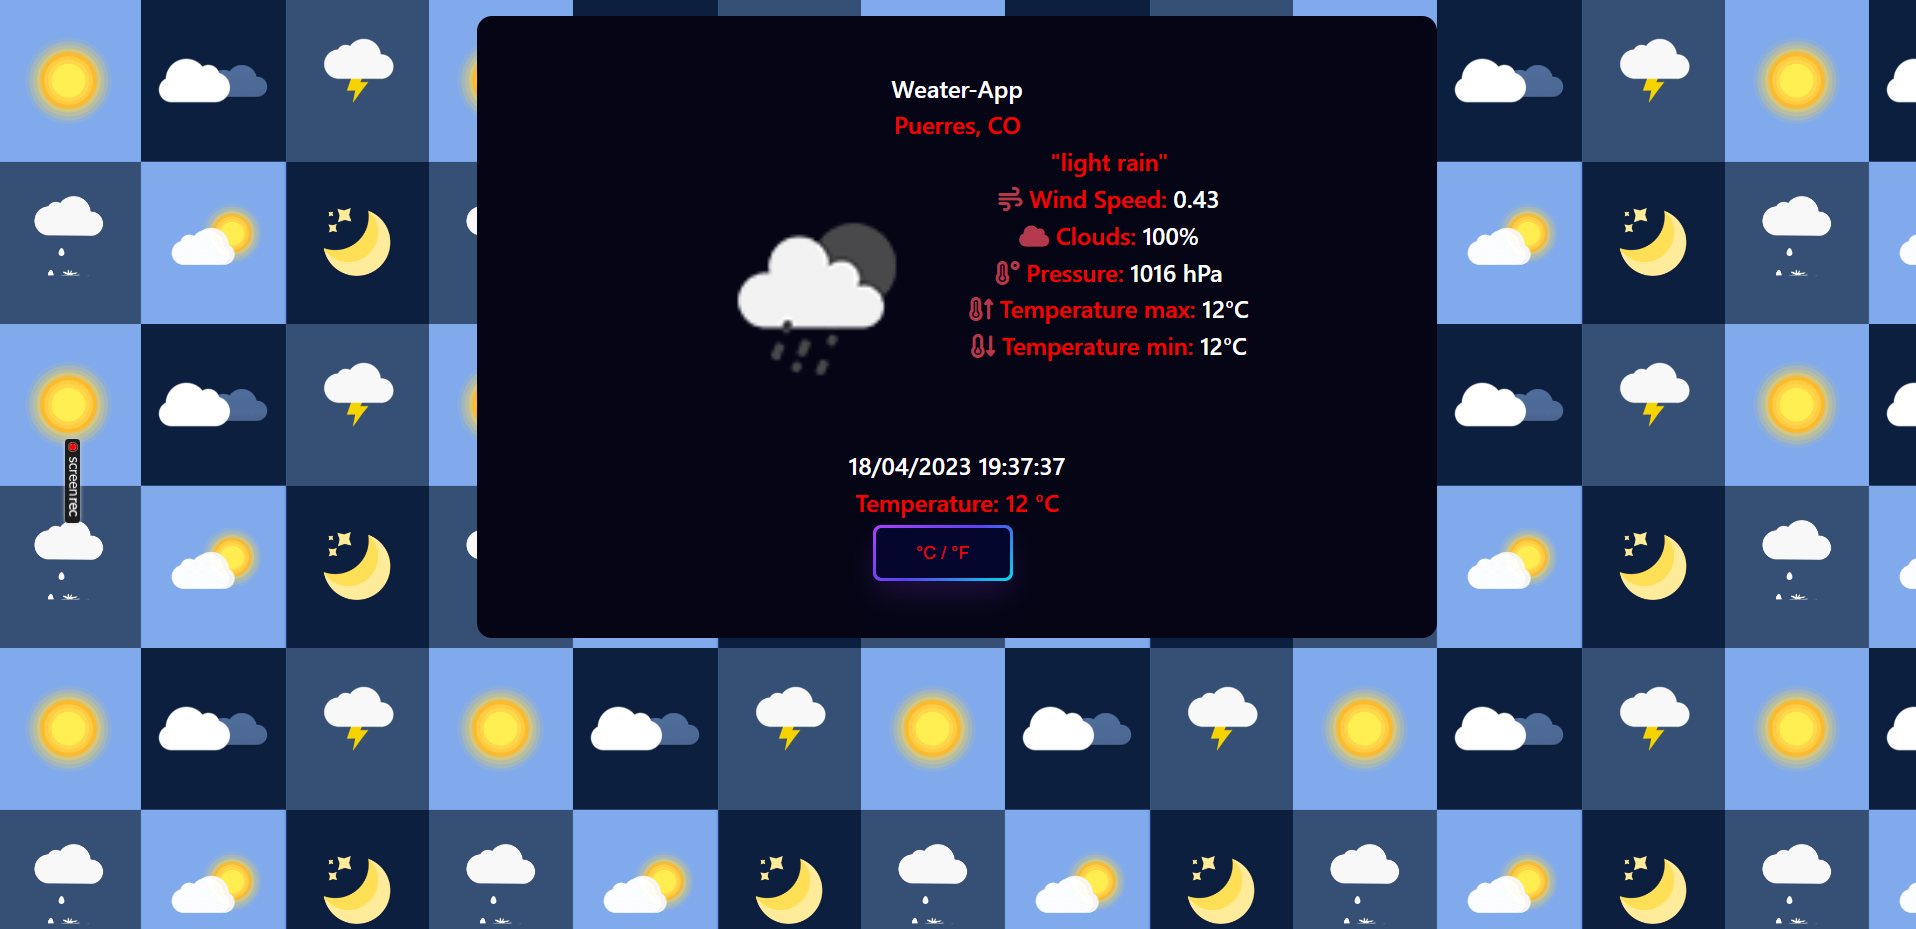 Weater-App
Puerres, CO
"light rain"
Wind Speed: 0.43
Clouds: 100%
Pressure: 1016 hPa
Temperature max: 12°C
Temperature min: 12°C
18/04/2023 19:37:37
Temperature: 12 °C
°C / °F
screenrec